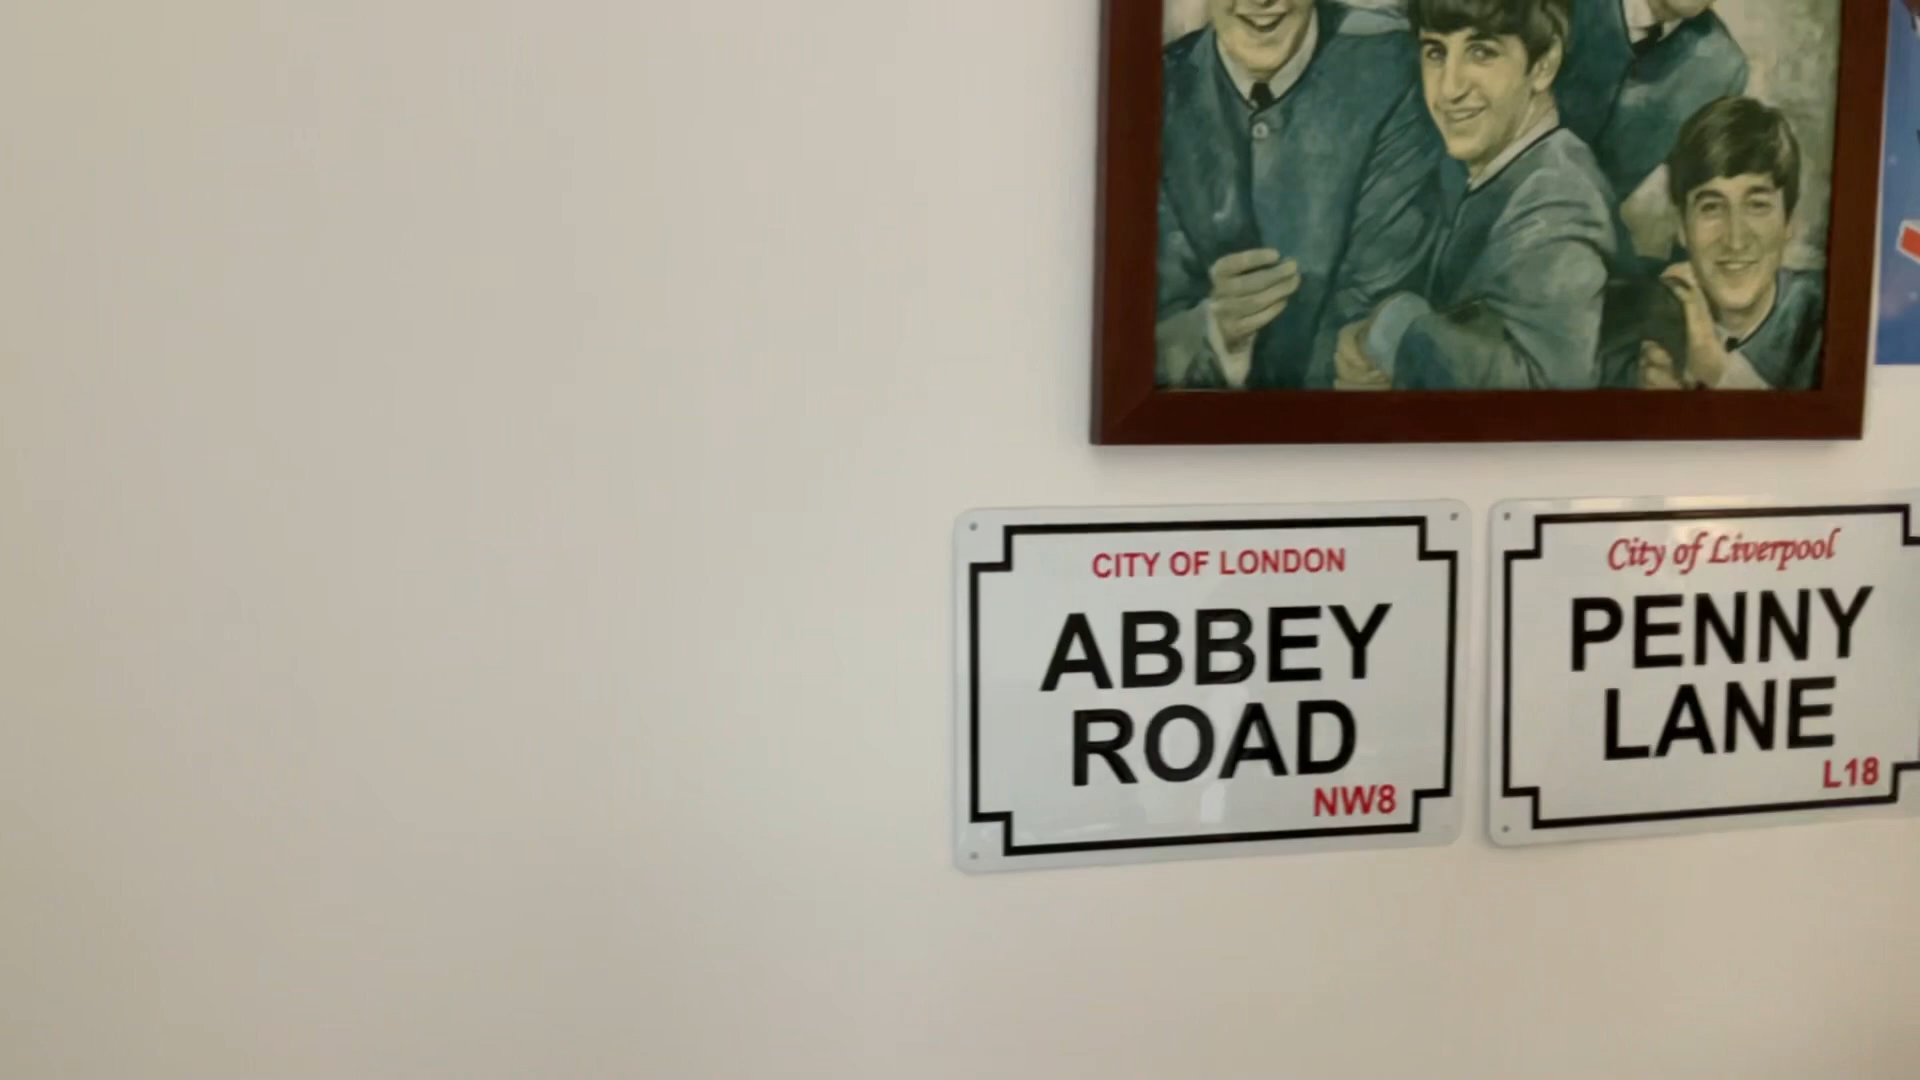 CITY OF LONDON
ABBEY
ROAD
NW8
City of Liverpool
PENNY
LANE
L18